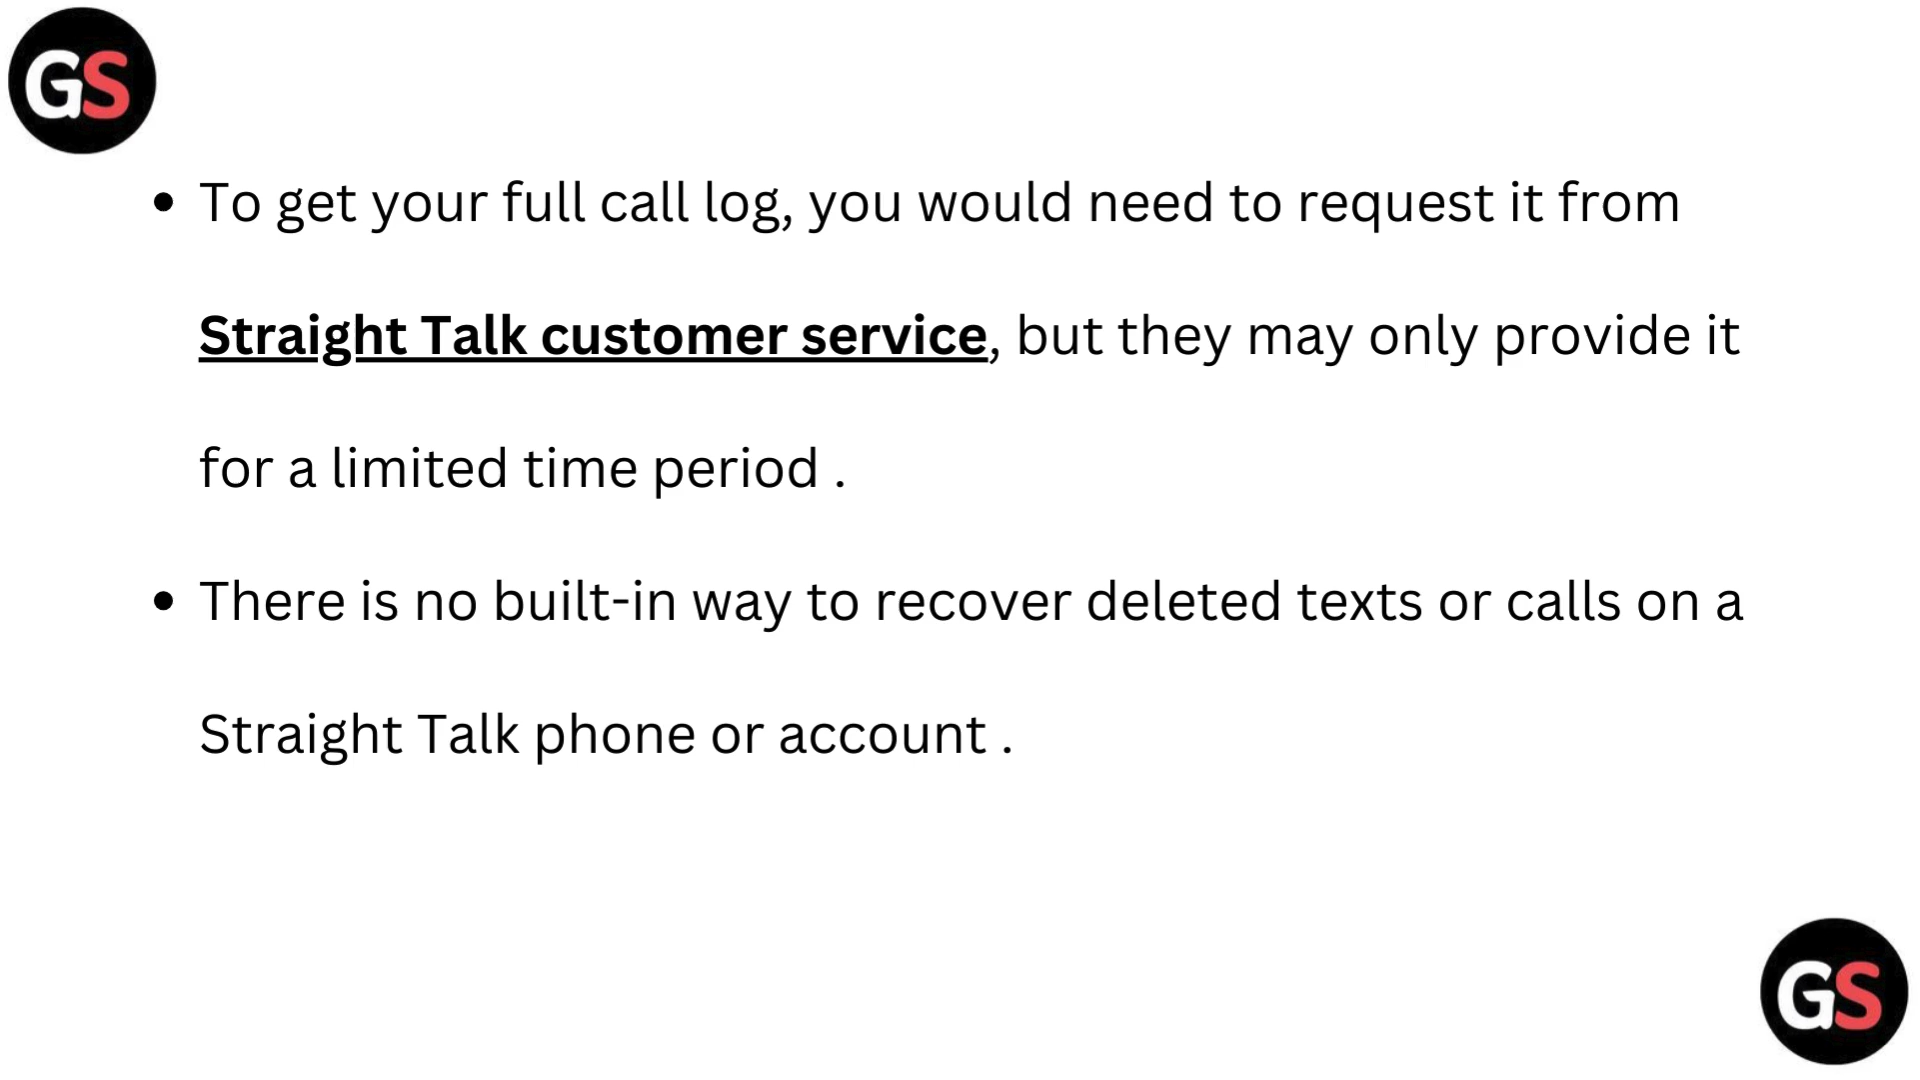 GS
• To get your full call log, you would need to request it from
Straight Talk customer service, but they may only provide it
for a limited time period .
• There is no built-in way to recover deleted texts or calls on a
Straight Talk phone or account .
GS